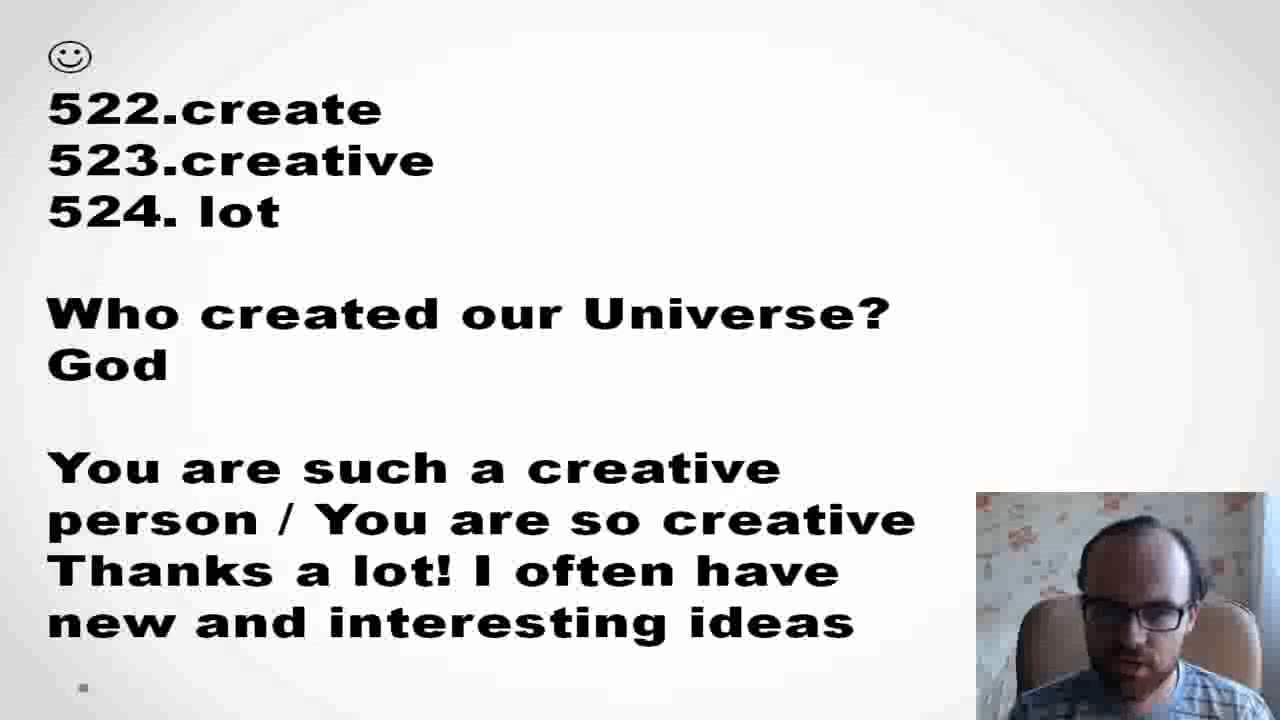 522.create
523.creative
524. lot
Who created our Universe?
God
You are such a creative
person / You are so creative
Thanks a lot! I often have
new and interesting ideas